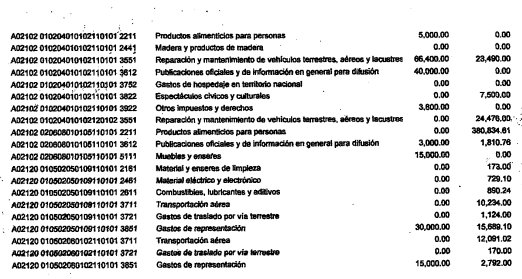 A02102 010204010102110101 2211 Productos alimenticios para personas 5,000.00 0.00
A02102 010204010102110101 2441 Madera y productos de madera 0.00 0.00
A02102 010204010102110101 3551 Reparación y mantenimiento de vehículos terrestres, aéreos y lacustres 66,400.00 23,490.00
A02102 010204010102110101 3612 Publicaciones oficiales y de información en general para difusión 40,000.00 0.00
A02102 010204010102110101 3752 Gastos de hospedaje en territorio nacional 0.00 0.00
A02102 010204010102110101 3822 Espectáculos cívicos y culturales 0.00 7,500.00
A02102 010204010102110101 3922 Otros impuestos y derechos 3,800.00 0.00
A02102 010204010102110202 3551 Reparación y mantenimiento de vehículos terrestres, aéreos y lacustres 0.00 24,476.00
A02102 020608010105110101 2211 Productos alimenticios para personas 0.00 380,834.61
A02102 020608010105110101 3612 Publicaciones oficiales y de información en general para difusión 3,000.00 1,810.76
A02102 020608010105110101 5111 Muebles y enseres 15,000.00 0.00
A02120 010502050109110101 2161 Material y enseres de limpieza 0.00 173.00
A02120 010502050109110101 2461 Material eléctrico y electrónico 0.00 729.10
A02120 010502050109110101 2611 Combustibles, lubricantes y aditivos 0.00 890.24
A02120 010502050109110101 3711 Transportación aérea 0.00 10,234.00
A02120 010502050109110101 3721 Gastos de traslado por vía terrestre 0.00 1,124.00
A02120 010502050109110101 3851 Gastos de representación 30,000.00 15,689.10
A02120 010502060102110101 3711 Transportación aérea 0.00 12,091.02
A02120 010502060102110101 3721 Gastos de traslado por vía terrestre 0.00 170.00
A02120 010502060102110101 3851 Gastos de representación 15,000.00 2,792.00